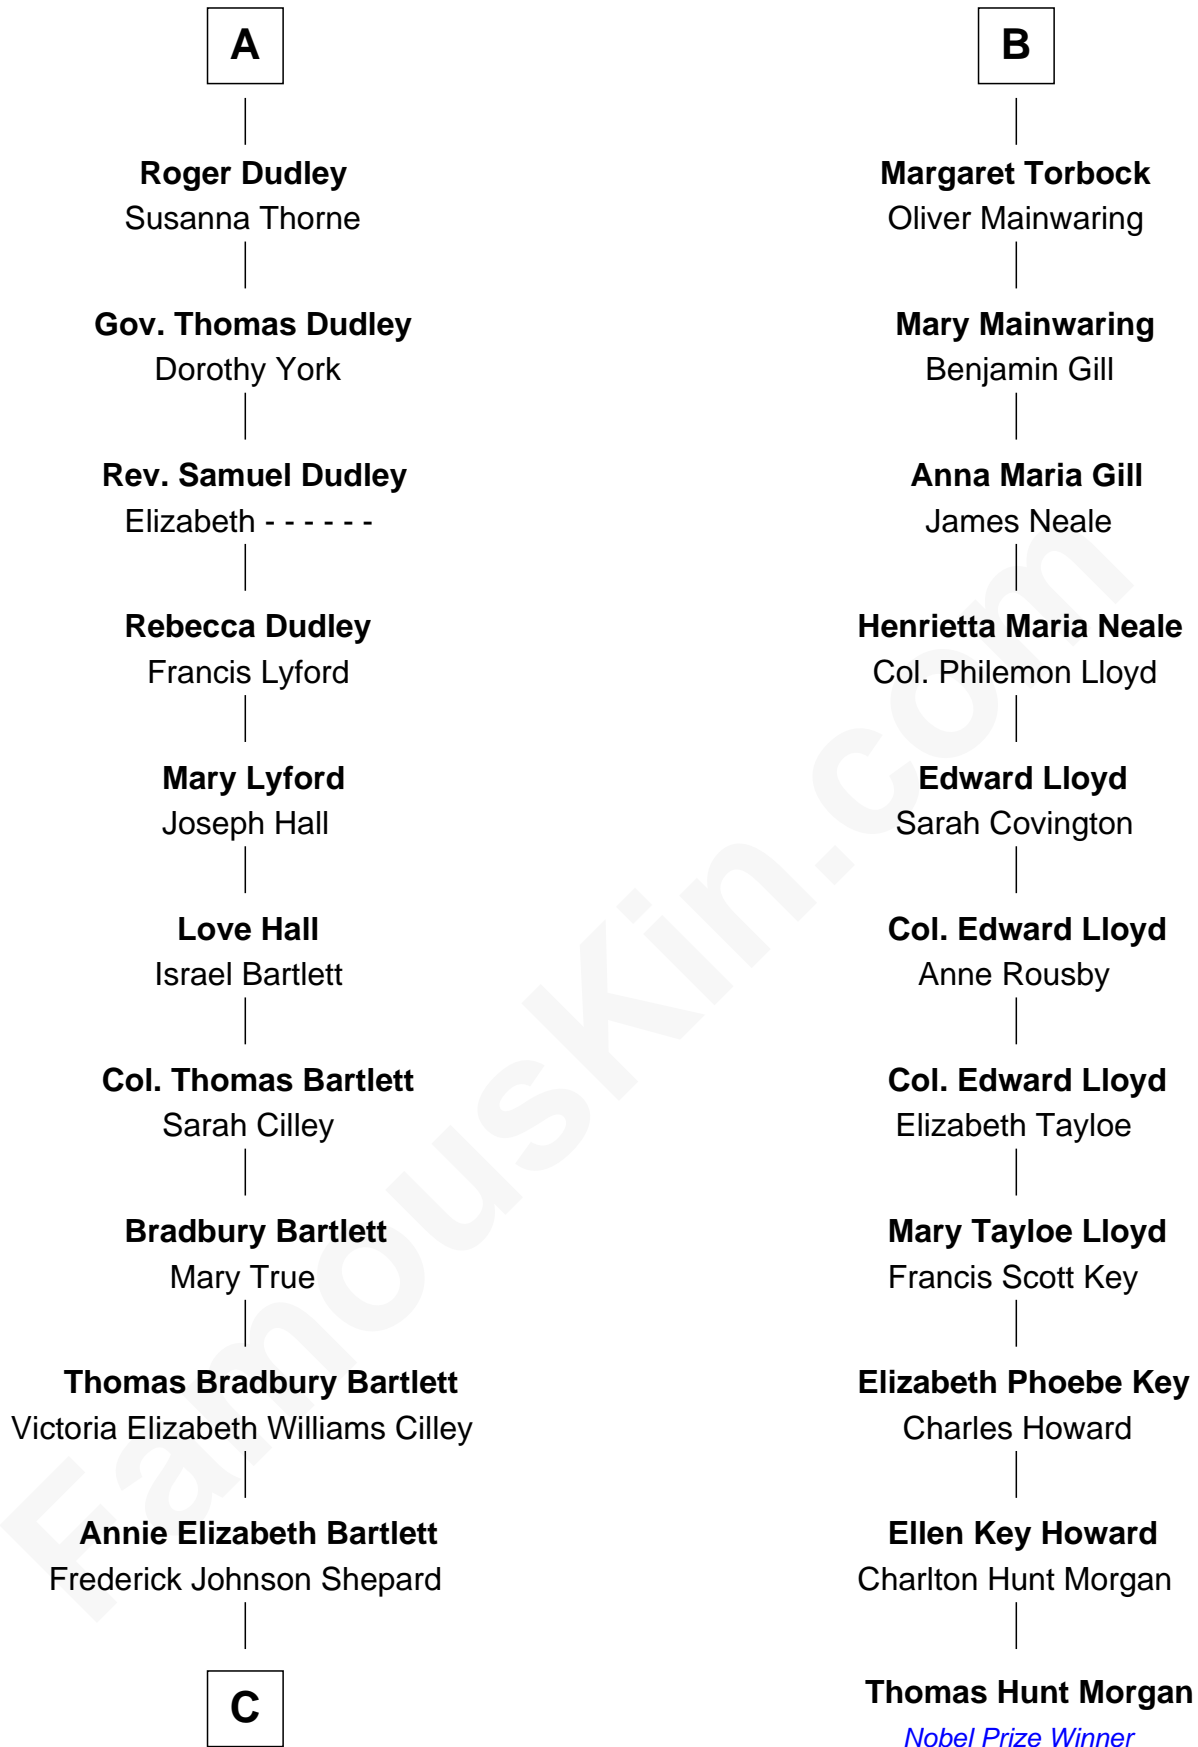 A
Roger Dudley
Susanna Thorne
Gov. Thomas Dudley
Dorothy York
Rev. Samuel Dudley
Elizabeth - - - - - -
Rebecca Dudley
Francis Lyford
Mary Lyford
Joseph Hall
Love Hall
Israel Bartlett
Col. Thomas Bartlett
Sarah Cilley
Bradbury Bartlett
Mary True
Thomas Bradbury Bartlett
Victoria Elizabeth Williams Cilley
Annie Elizabeth Bartlett
Frederick Johnson Shepard
C
B
Margaret Torbock
Oliver Mainwaring
Mary Mainwaring
Benjamin Gill
Anna Maria Gill
James Neale
Henrietta Maria Neale
Col. Philemon Lloyd
Edward Lloyd
Sarah Covington
Col. Edward Lloyd
Anne Rousby
Col. Edward Lloyd
Elizabeth Tayloe
Mary Tayloe Lloyd
Francis Scott Key
Elizabeth Phoebe Key
Charles Howard
Ellen Key Howard
Charlton Hunt Morgan
Thomas Hunt Morgan
Nobel Prize Winner
FamousKin.com